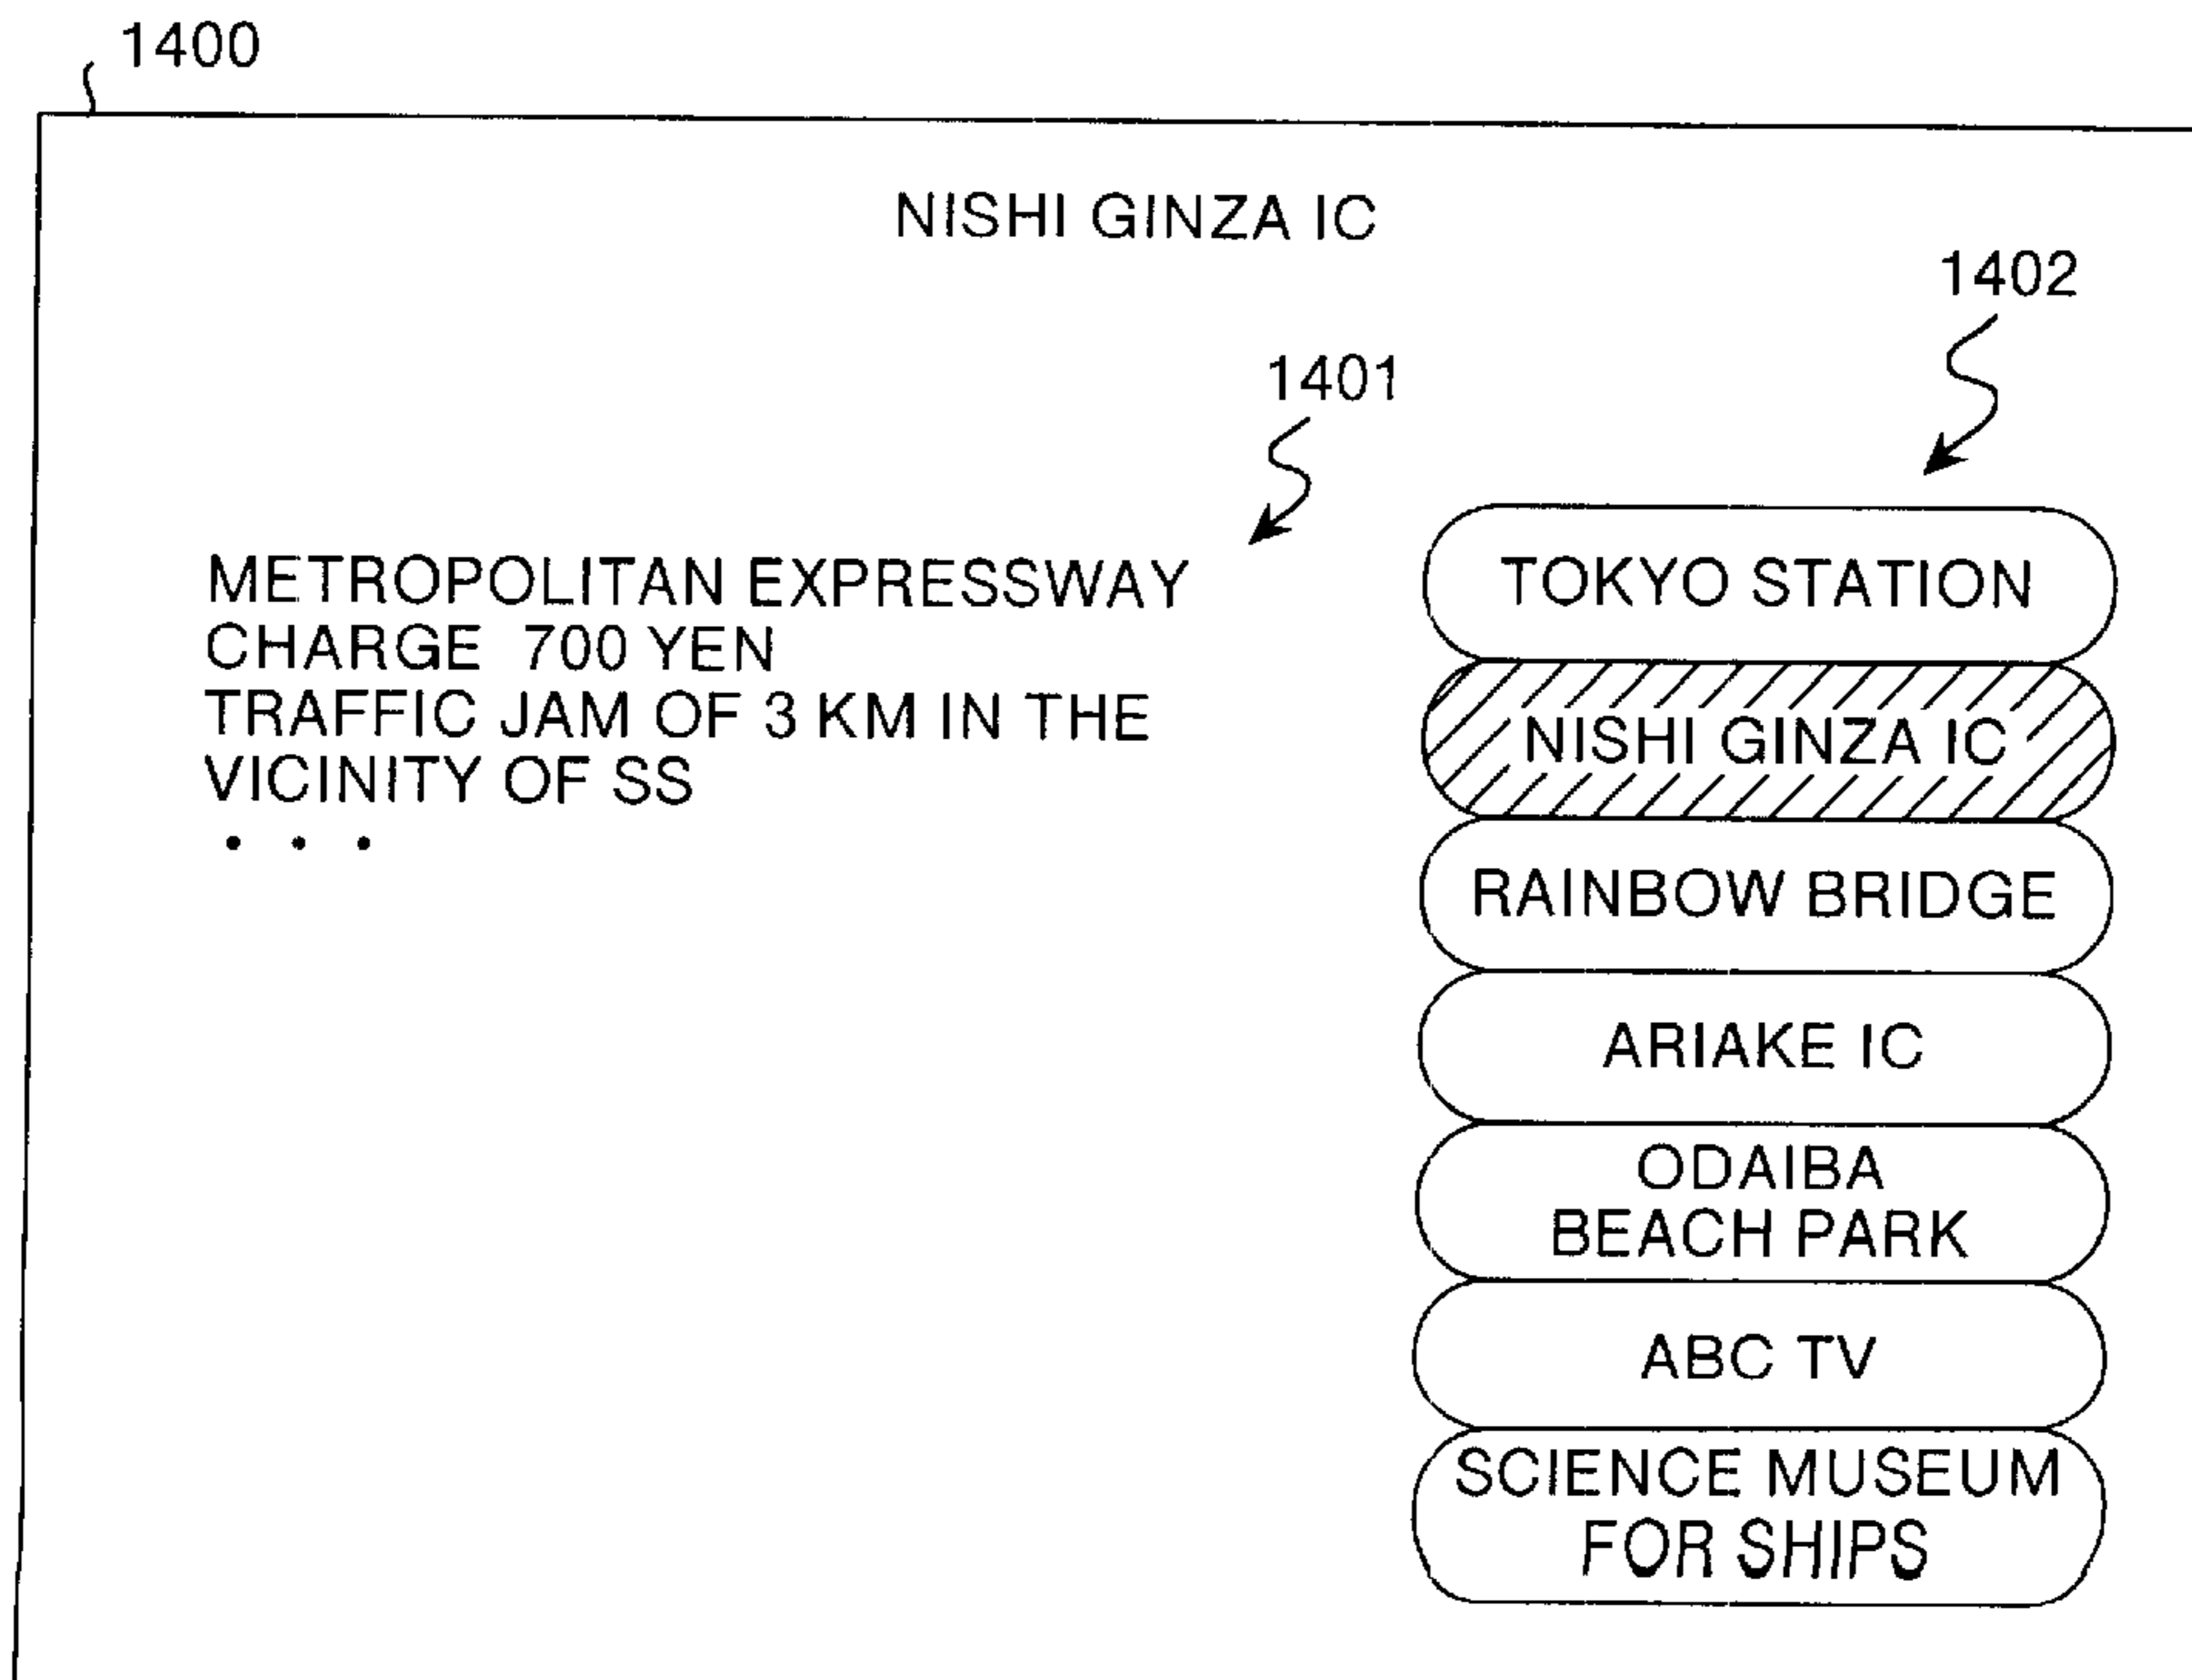 1400
NISHI GINZA IC
1402
1401
METROPOLITAN EXPRESSWAY
CHARGE 700 YEN
TRAFFIC JAM OF 3 KM IN THE
VICINITY OF SS
• • •
TOKYO STATION
NISHI GINZA IC
RAINBOW BRIDGE
ARIAKE IC
ODAIBA
BEACH PARK
ABC TV
SCIENCE MUSEUM
FOR SHIPS